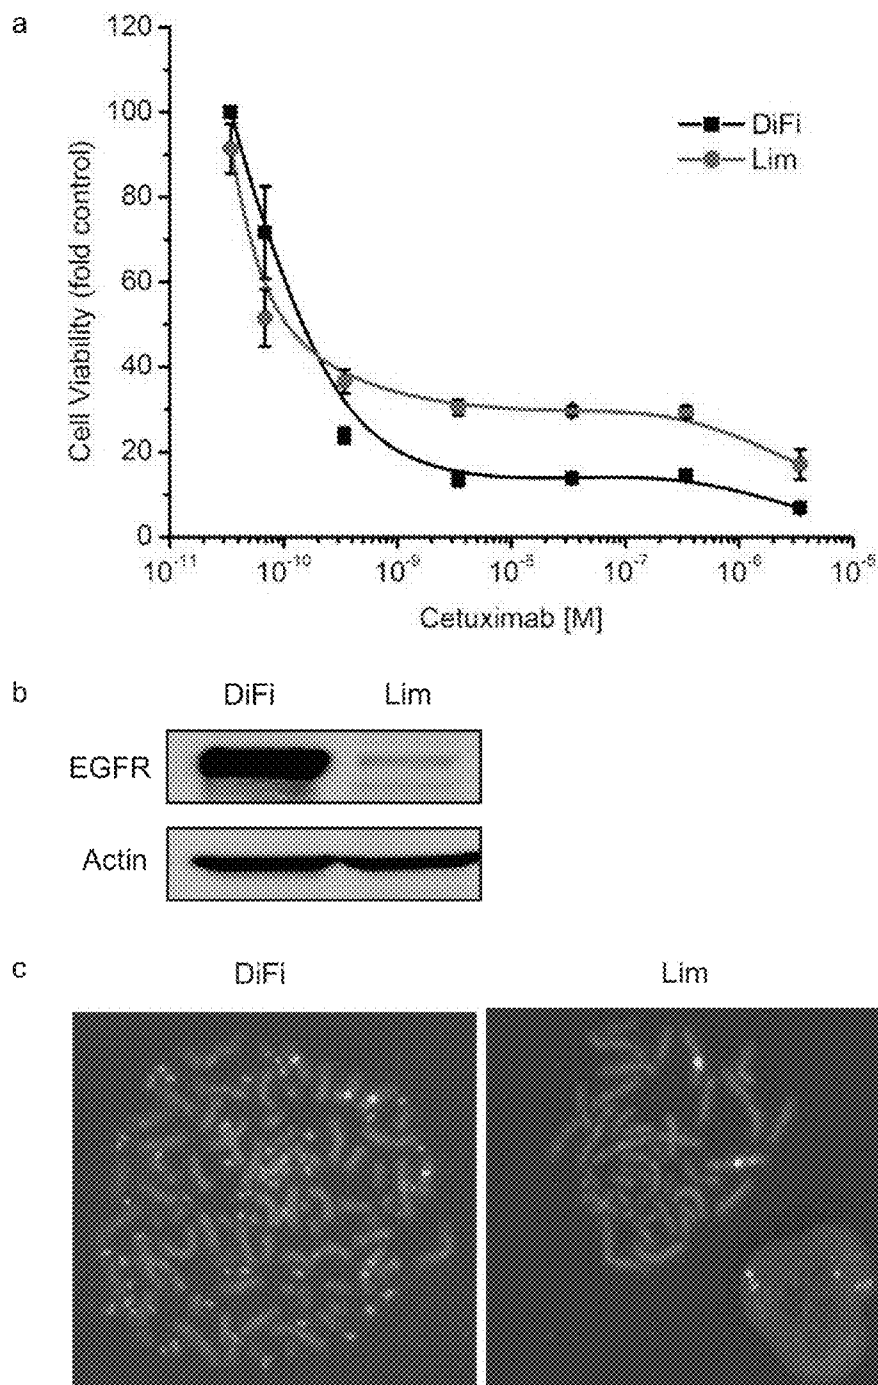 a
120
100
80
60
40
20
0
Cell Viability (fold control)
DiFi
Lim
10⁻¹¹ 10⁻¹⁰ 10⁻⁹ 10⁻⁸ 10⁻⁷ 10⁻⁶ 10⁻⁵
Cetuximab [M]
b
DiFi Lim
EGFR
Actin
c
DiFi Lim